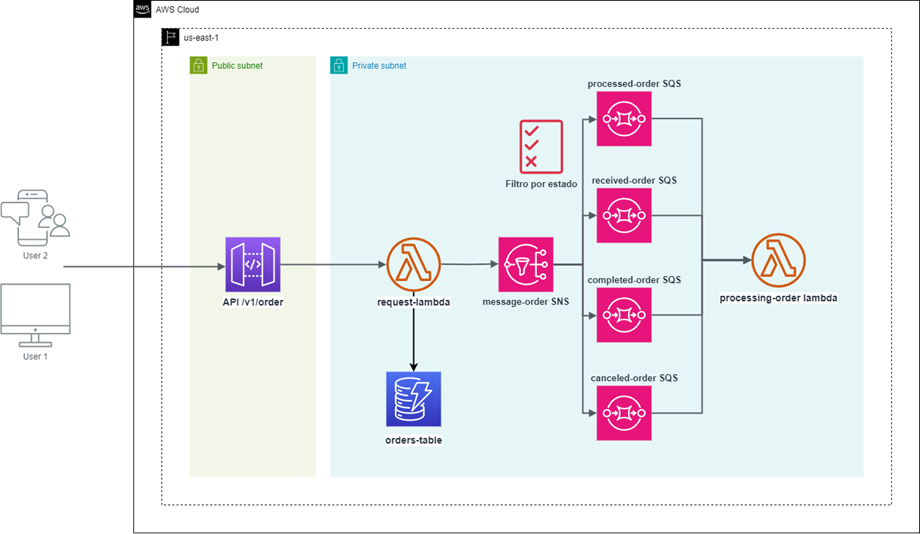 aws
AWS Cloud
us-east-1
Public subnet
Private subnet
processed-order SQS
Filtro por estado
received-order SQS
User 2
API /v1/order
request-lambda
message-order SNS
completed-order SQS
processing-order lambda
User 1
canceled-order SQS
orders-table